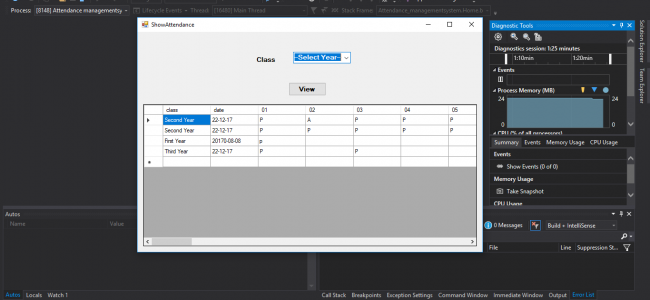 Process: [8148] Attendance managementsy Lifecycle Events Thread: [18480] Main Thread Stack Frame: Attendance_managementsystem.Home.b
ShowAttendance
Class --Select Year--
View
class date 01 02 03 04 05
Second Year 22-12-17 P A P P P
Second Year 22-12-17 P P P P P
First Year 20170-08-08 p
Third Year 22-12-17 P P
Diagnostic Tools
Diagnostics session: 1:25 minutes
1:10min 1:20min
Events
Process Memory (MB)
24 24
0 0
CPU (% of all processors)
Summary Events Memory Usage CPU Usage
Events
Show Events (0 of 0)
Memory Usage
Take Snapshot
CPU Usage
Solution Explorer
Team Explorer
Autos
Name Value
0 Messages Build + IntelliSense
File Line Suppression St...
Autos Locals Watch 1
Call Stack Breakpoints Exception Settings Command Window Immediate Window Output Error List